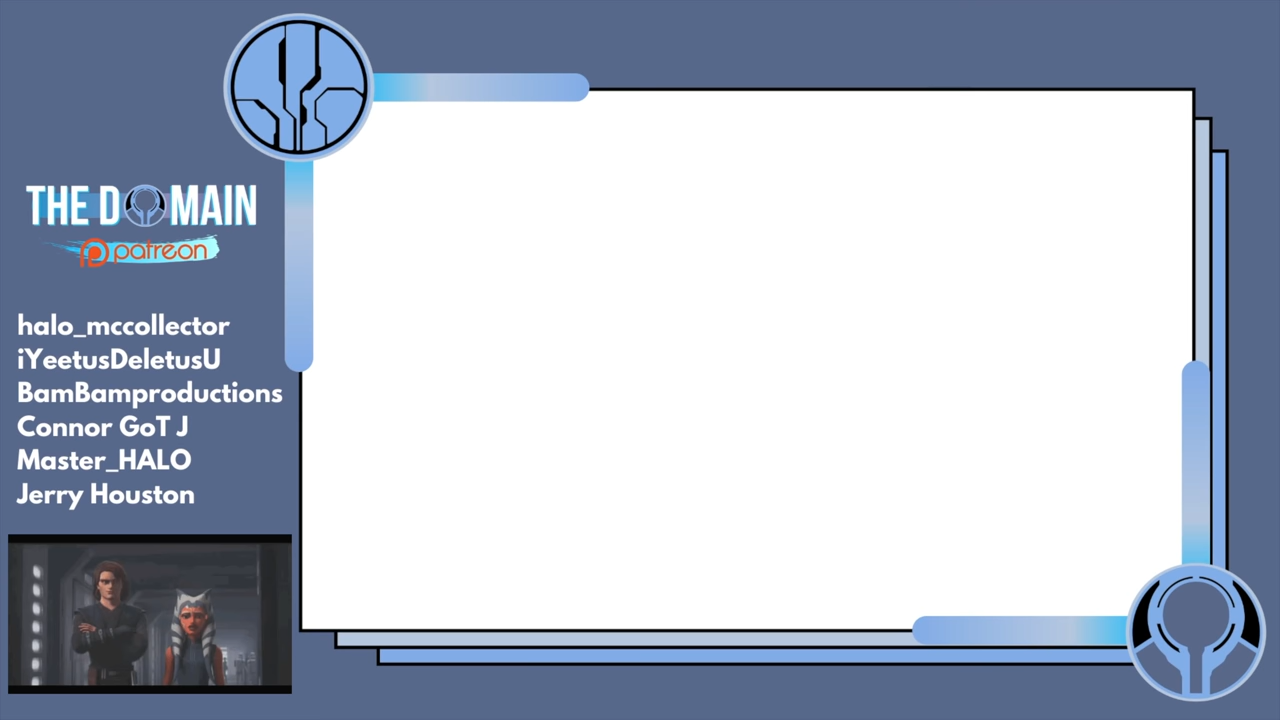 THE DOMAIN
patreon
halo_mccollector
iYeetusDeletusU
BamBamproductions
Connor GoT J
Master_HALO
Jerry Houston